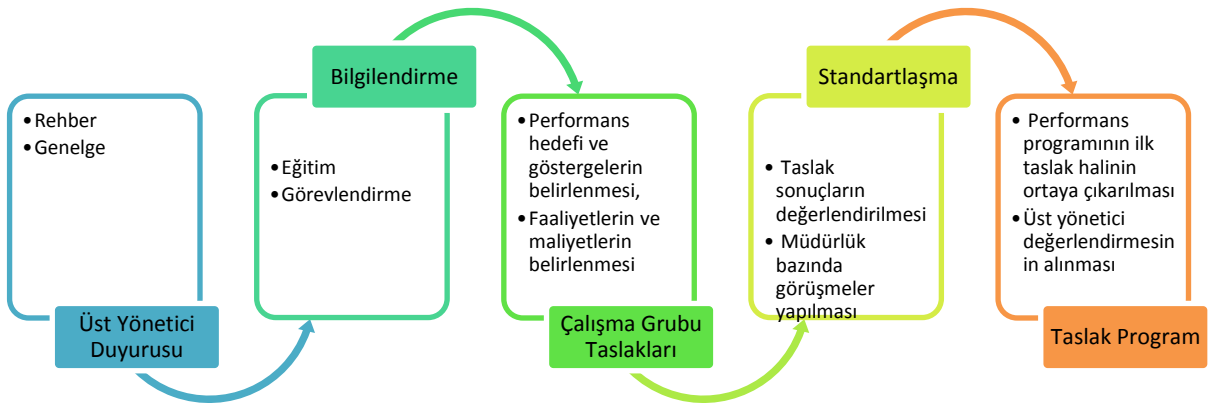 •Rehber
•Genelge
Üst Yönetici
Duyurusu
Bilgilendirme
•Eğitim
•Görevlendirme
•Performans
hedefi ve
göstergelerin
belirlenmesi,
•Faaliyetlerin ve
maliyetlerin
belirlenmesi
Çalışma Grubu
Taslakları
Standartlaşma
• Taslak
sonuçların
değerlendirilmesi
• Müdürlük
bazında
görüşmeler
yapılması
• Performans
programının ilk
taslak halinin
ortaya çıkarılması
•Üst yönetici
değerlendirmesin
in alınması
Taslak Program